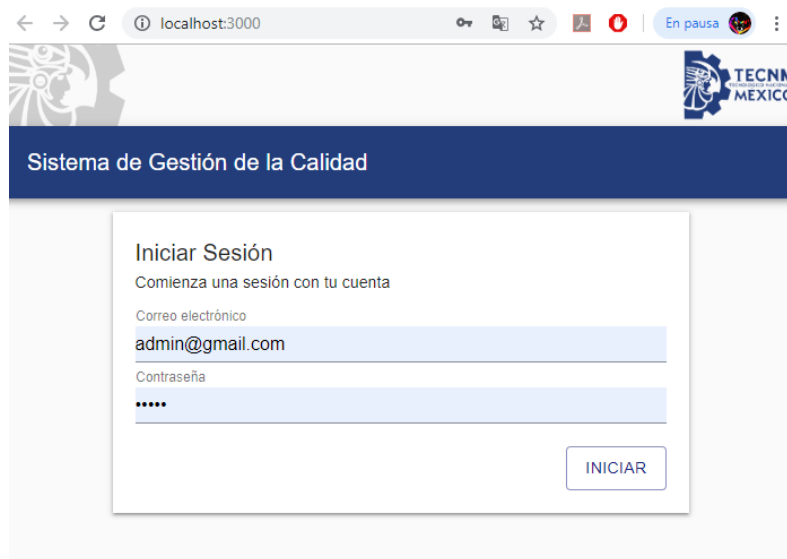 localhost:3000
En pausa
TECNM
MÉXICO
Sistema de Gestión de la Calidad
Iniciar Sesión
Comienza una sesión con tu cuenta
Correo electrónico
admin@gmail.com
Contraseña
•••••
INICIAR